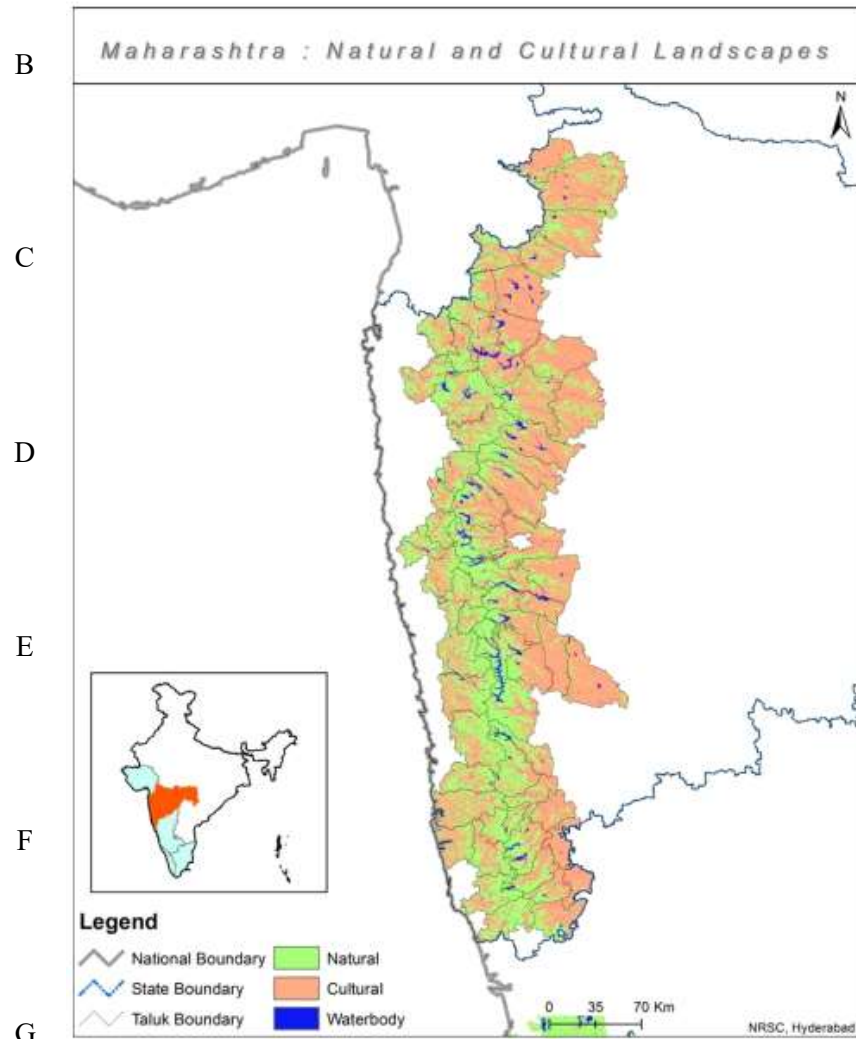 B
Maharashtra : Natural and Cultural Landscapes
N
C
D
E
F
Legend
National Boundary Natural
State Boundary Cultural
Taluk Boundary Waterbody
0 35 70 Km
NRSC, Hyderabad
G